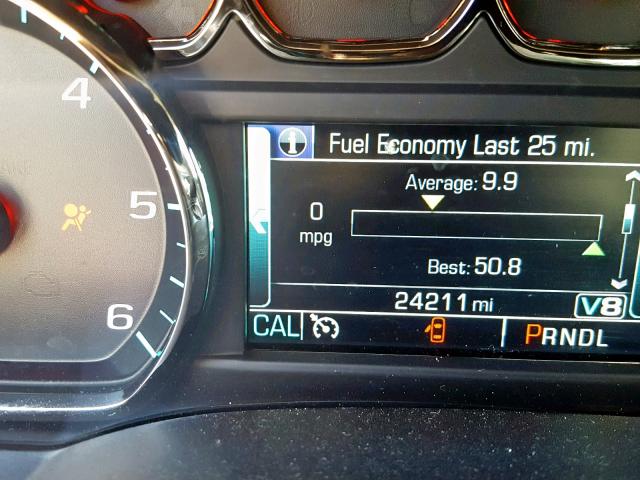 4
5
6
Fuel Economy Last 25 mi.
Average: 9.9
0
mpg
Best: 50.8
24211 mi
V8
CAL
PRNDL